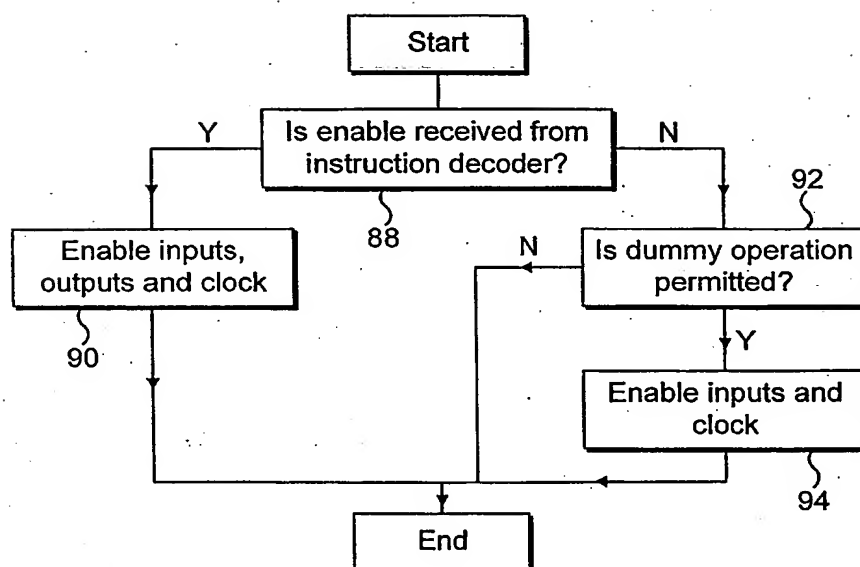 Start
Is enable received from
instruction decoder?
Y
N
88
92
Enable inputs,
outputs and clock
90
N
Is dummy operation
permitted?
Y
Enable inputs and
clock
94
End